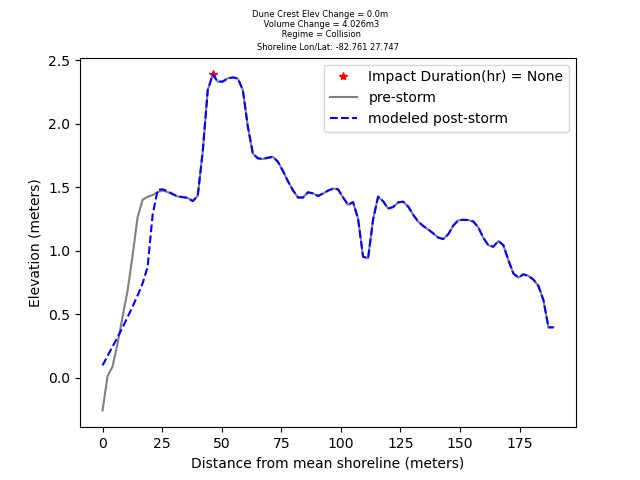 Dune Crest Elev Change = 0.0m
Volume Change = 4.026m3
Regime = Collision
Shoreline Lon/Lat: -82.761 27.747
Impact Duration(hr) = None
pre-storm
modeled post-storm
2.5
2.0
1.5
1.0
0.5
0.0
Elevation (meters)
0 25 50 75 100 125 150 175
Distance from mean shoreline (meters)